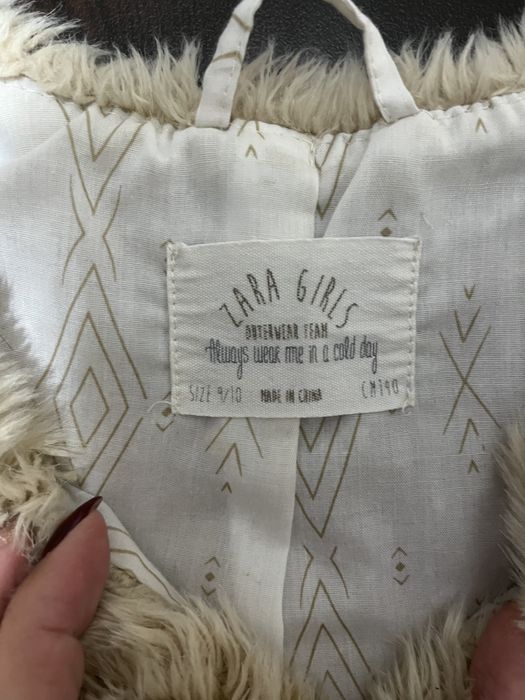 ZARA GIRLS
OUTERWEAR TEAM
Always wear me in a cold day
SIZE 9/10 MADE IN CHINA CM140